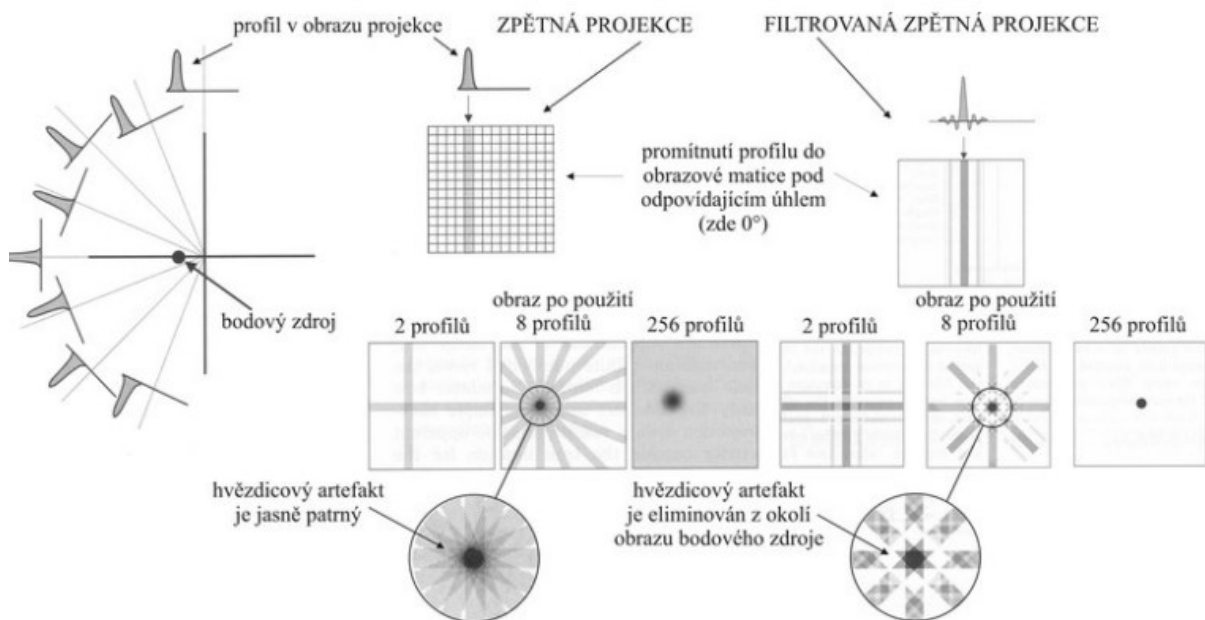 profil v obrazu projekce
ZPĚTNÁ PROJEKCE
FILTROVANÁ ZPĚTNÁ PROJEKCE
promítnutí profilu do
obrazové matice pod
odpovídajícím úhlem
(zde 0°)
bodový zdroj
obraz po použití
2 profilů
8 profilů
256 profilů
obraz po použití
2 profilů
8 profilů
256 profilů
hvězdicový artefakt
je jasně patrný
hvězdicový artefakt
je eliminován z okolí
obrazu bodového zdroje